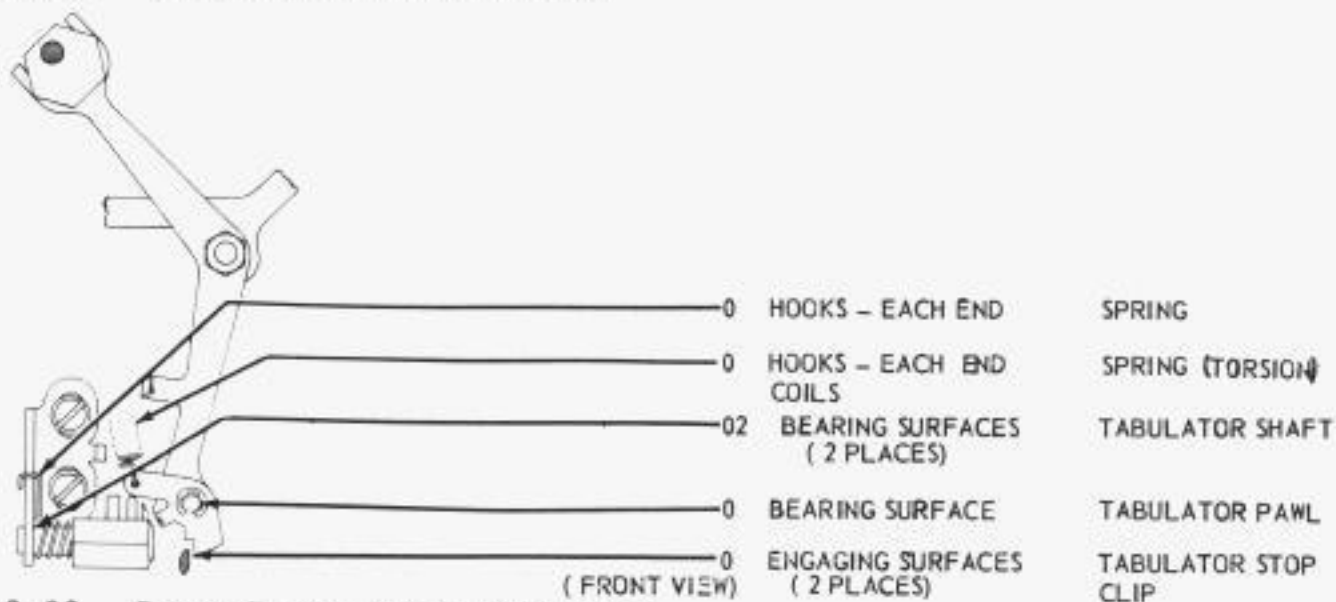 0 HOOKS – EACH END SPRING
0 HOOKS – EACH END SPRING (TORSION)
COILS
02 BEARING SURFACES TABULATOR SHAFT
( 2 PLACES)
0 BEARING SURFACE TABULATOR PAWL
0 ENGAGING SURFACES TABULATOR STOP
( FRONT VIEW) ( 2 PLACES) CLIP